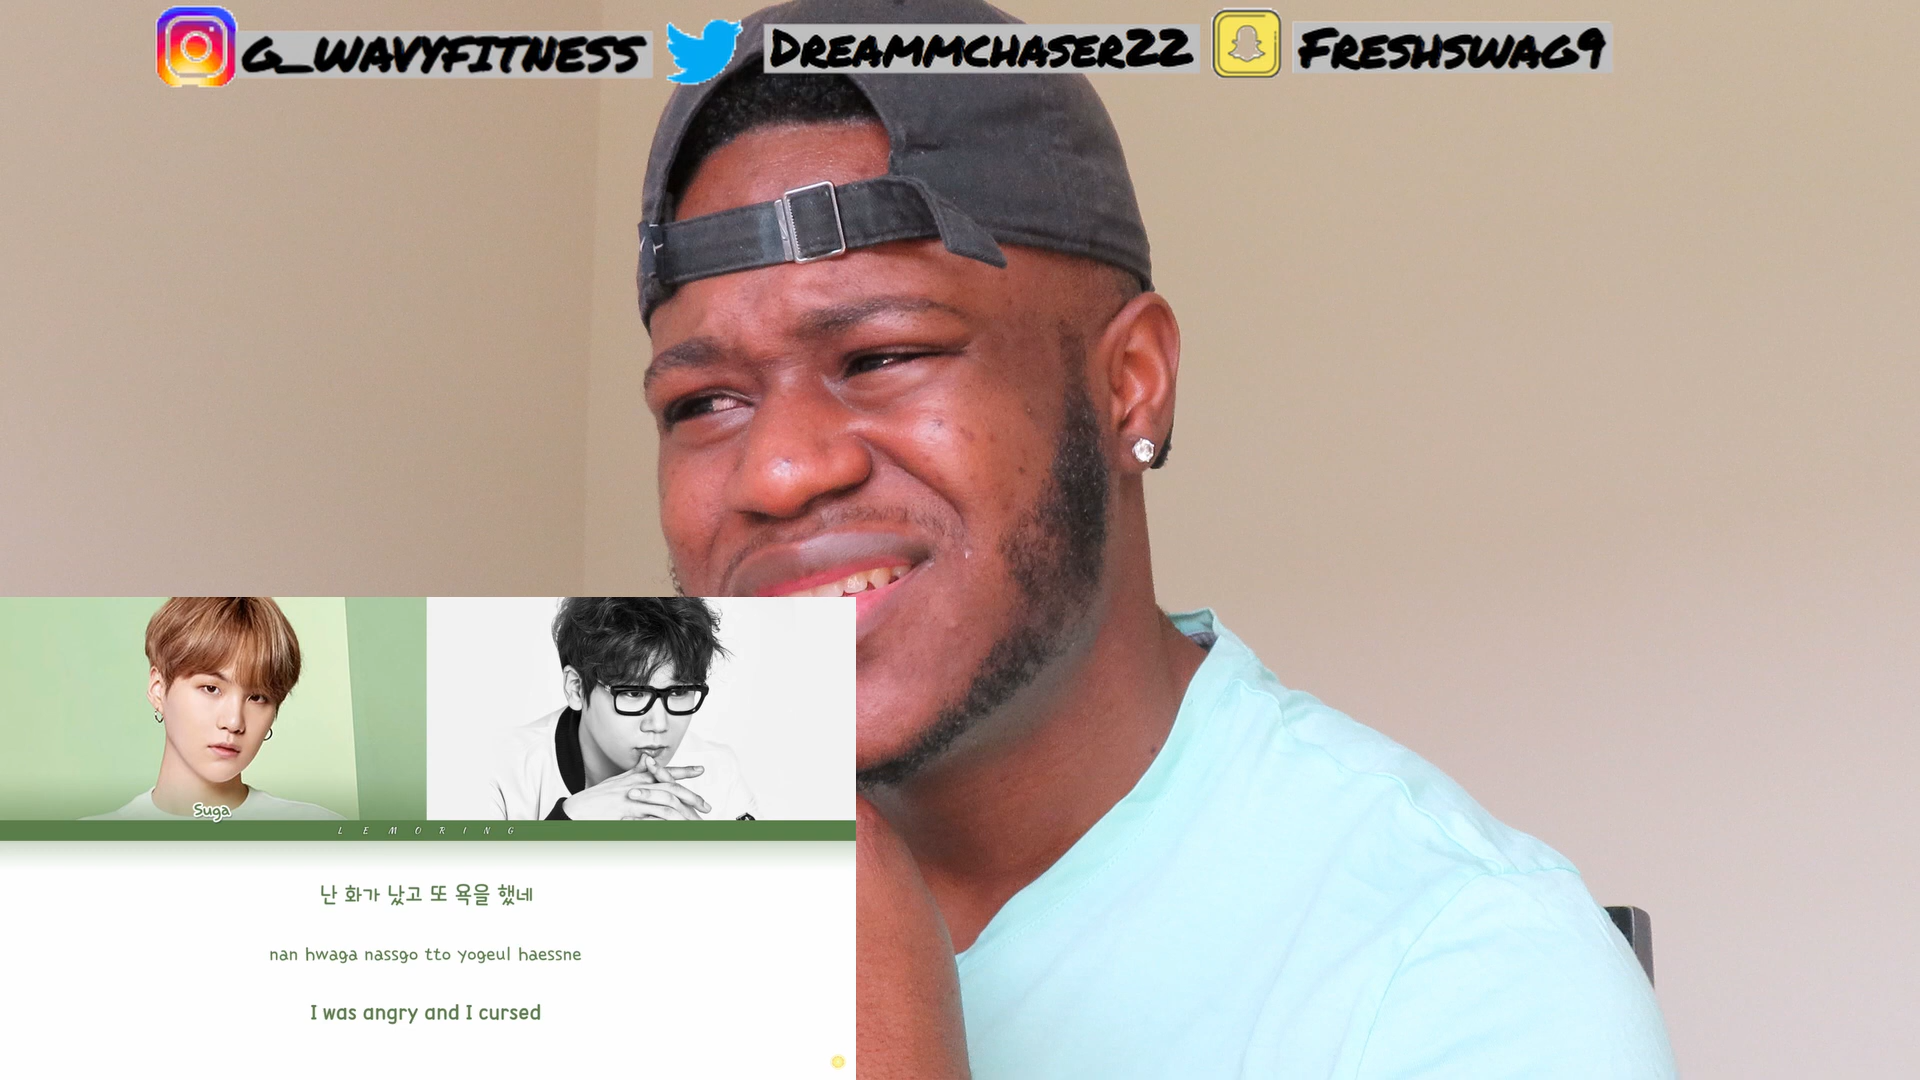 G_WAVYFITNESS DREAMMCHASER22 FRESHSWAG9
Suga
LEMORING
난 화가 났고 또 욕을 했네
nan hwaga nassgo tto yogeul haessne
I was angry and I cursed